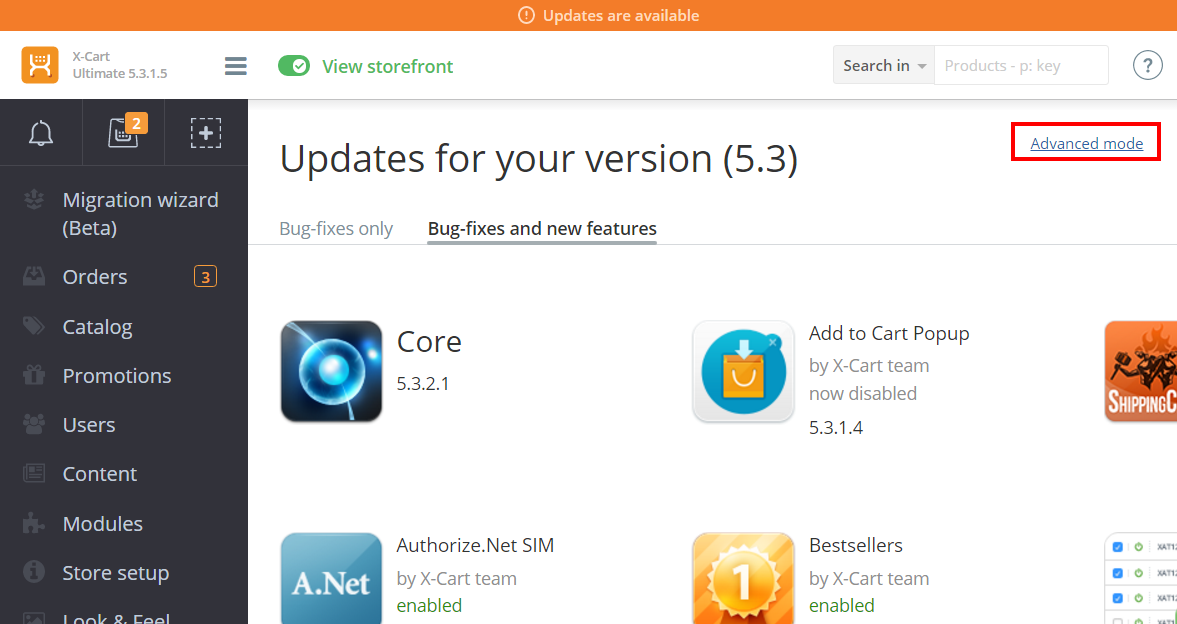 Updates are available
X-Cart
Ultimate 5.3.1.5
View storefront
Search in
Products - p: key
?
2
Updates for your version (5.3)
Advanced mode
Migration wizard
(Beta)
Orders
3
Catalog
Promotions
Users
Content
Modules
Store setup
Look & Feel
Bug-fixes only
Bug-fixes and new features
Core
5.3.2.1
Add to Cart Popup
by X-Cart team
now disabled
5.3.1.4
A.Net
Authorize.Net SIM
by X-Cart team
enabled
1
Bestsellers
by X-Cart team
enabled